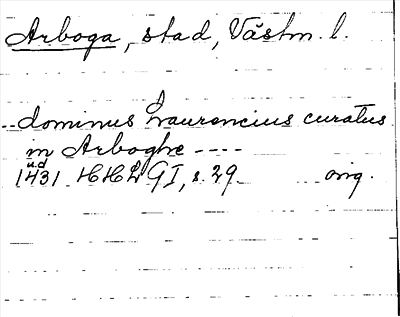 Arboga, stad, Västm. l.
dominus Laurencius curatus
in Arboghe ----
u.d
1431 HHL GI, s. 29 orig.